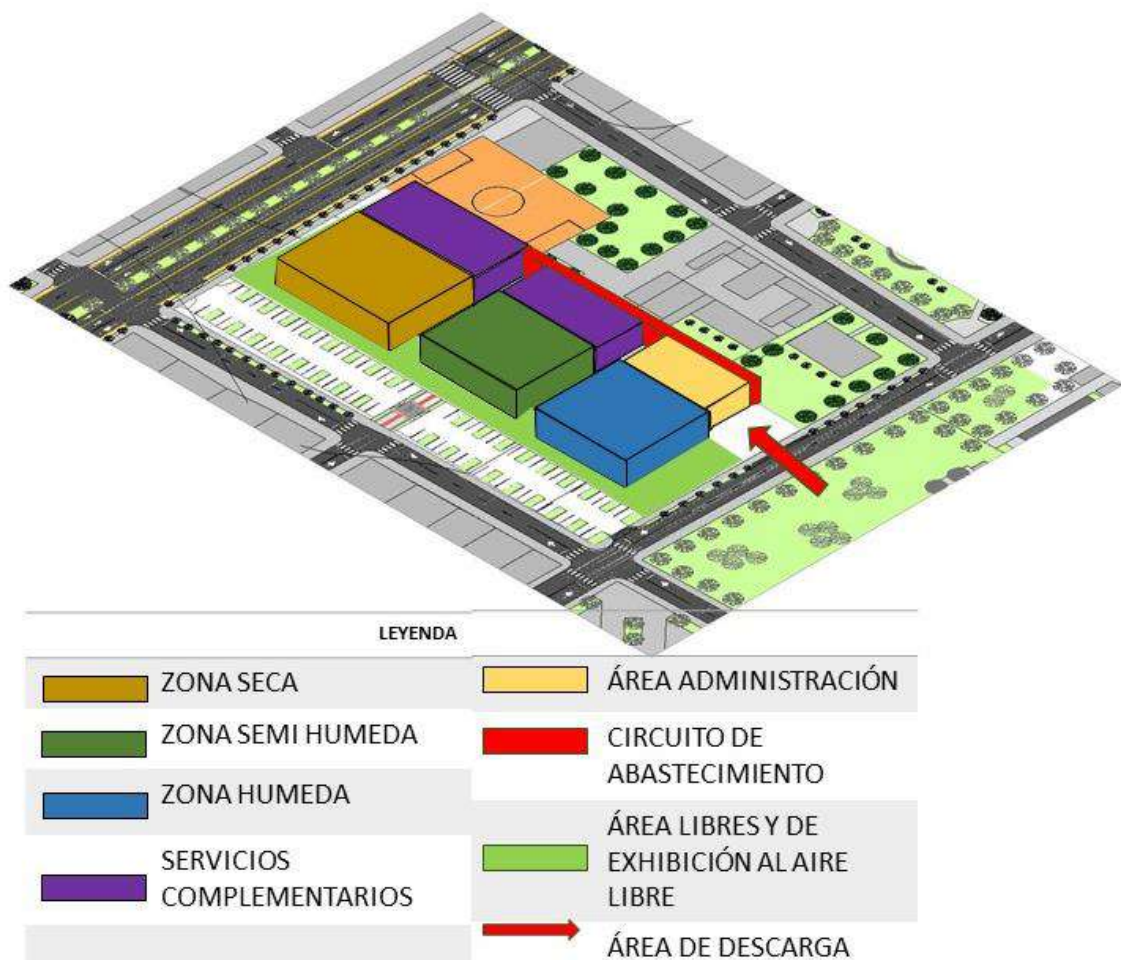 LEYENDA
ZONA SECA
ZONA SEMI HUMEDA
ZONA HUMEDA
SERVICIOS
COMPLEMENTARIOS
ÁREA ADMINISTRACIÓN
CIRCUITO DE
ABASTECIMIENTO
ÁREA LIBRES Y DE
EXHIBICIÓN AL AIRE
LIBRE
ÁREA DE DESCARGA